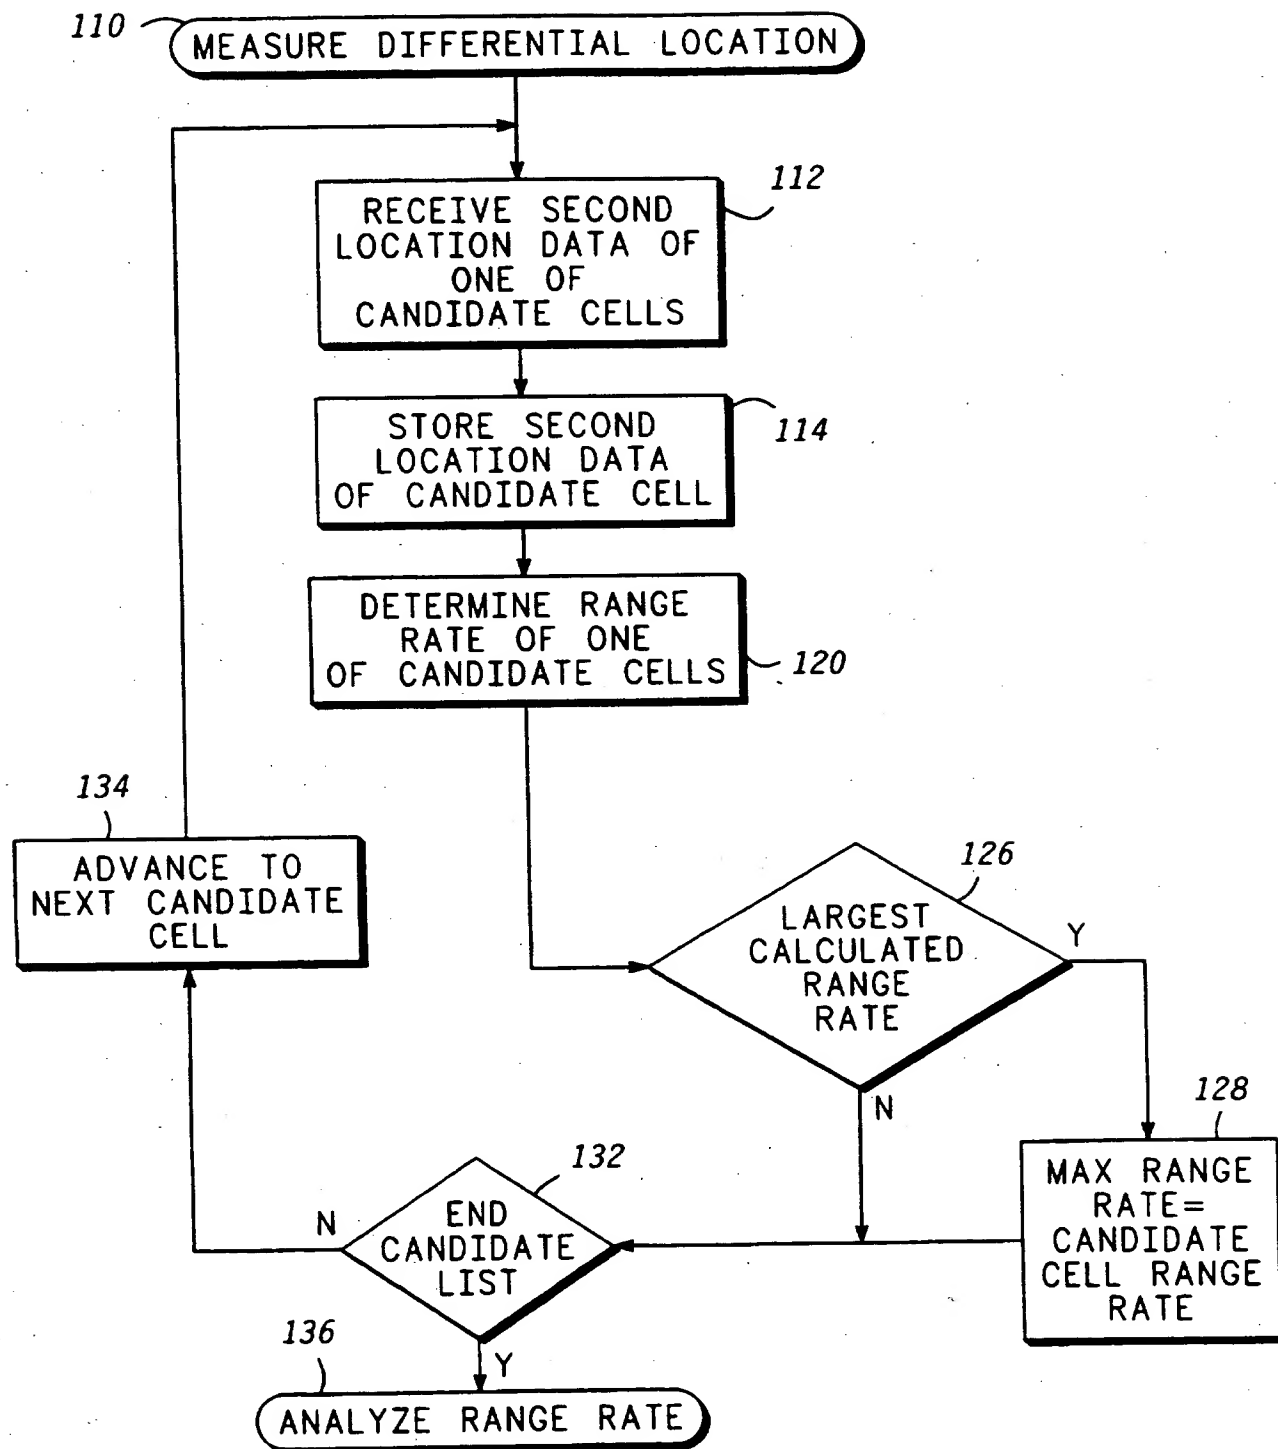 110
MEASURE DIFFERENTIAL LOCATION
112
RECEIVE SECOND
LOCATION DATA OF
ONE OF
CANDIDATE CELLS
114
STORE SECOND
LOCATION DATA
OF CANDIDATE CELL
DETERMINE RANGE
RATE OF ONE
OF CANDIDATE CELLS
120
134
ADVANCE TO
NEXT CANDIDATE
CELL
126
LARGEST
CALCULATED
RANGE
RATE
Y
N
128
MAX RANGE
RATE=
CANDIDATE
CELL RANGE
RATE
132
END
CANDIDATE
LIST
N
Y
136
ANALYZE RANGE RATE